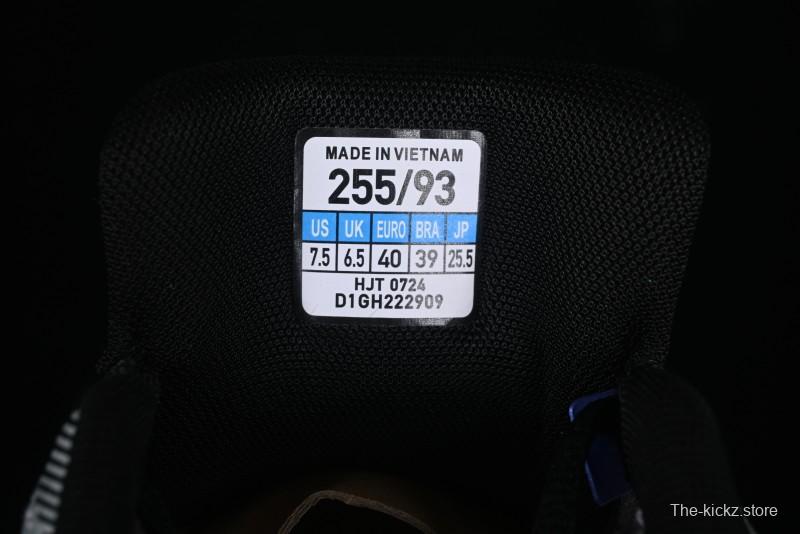 MADE IN VIETNAM
255/93
US UK EURO BRA JP
7.5 6.5 40 39 25.5
HJT 0724
D1GH222909
The-kickz.store